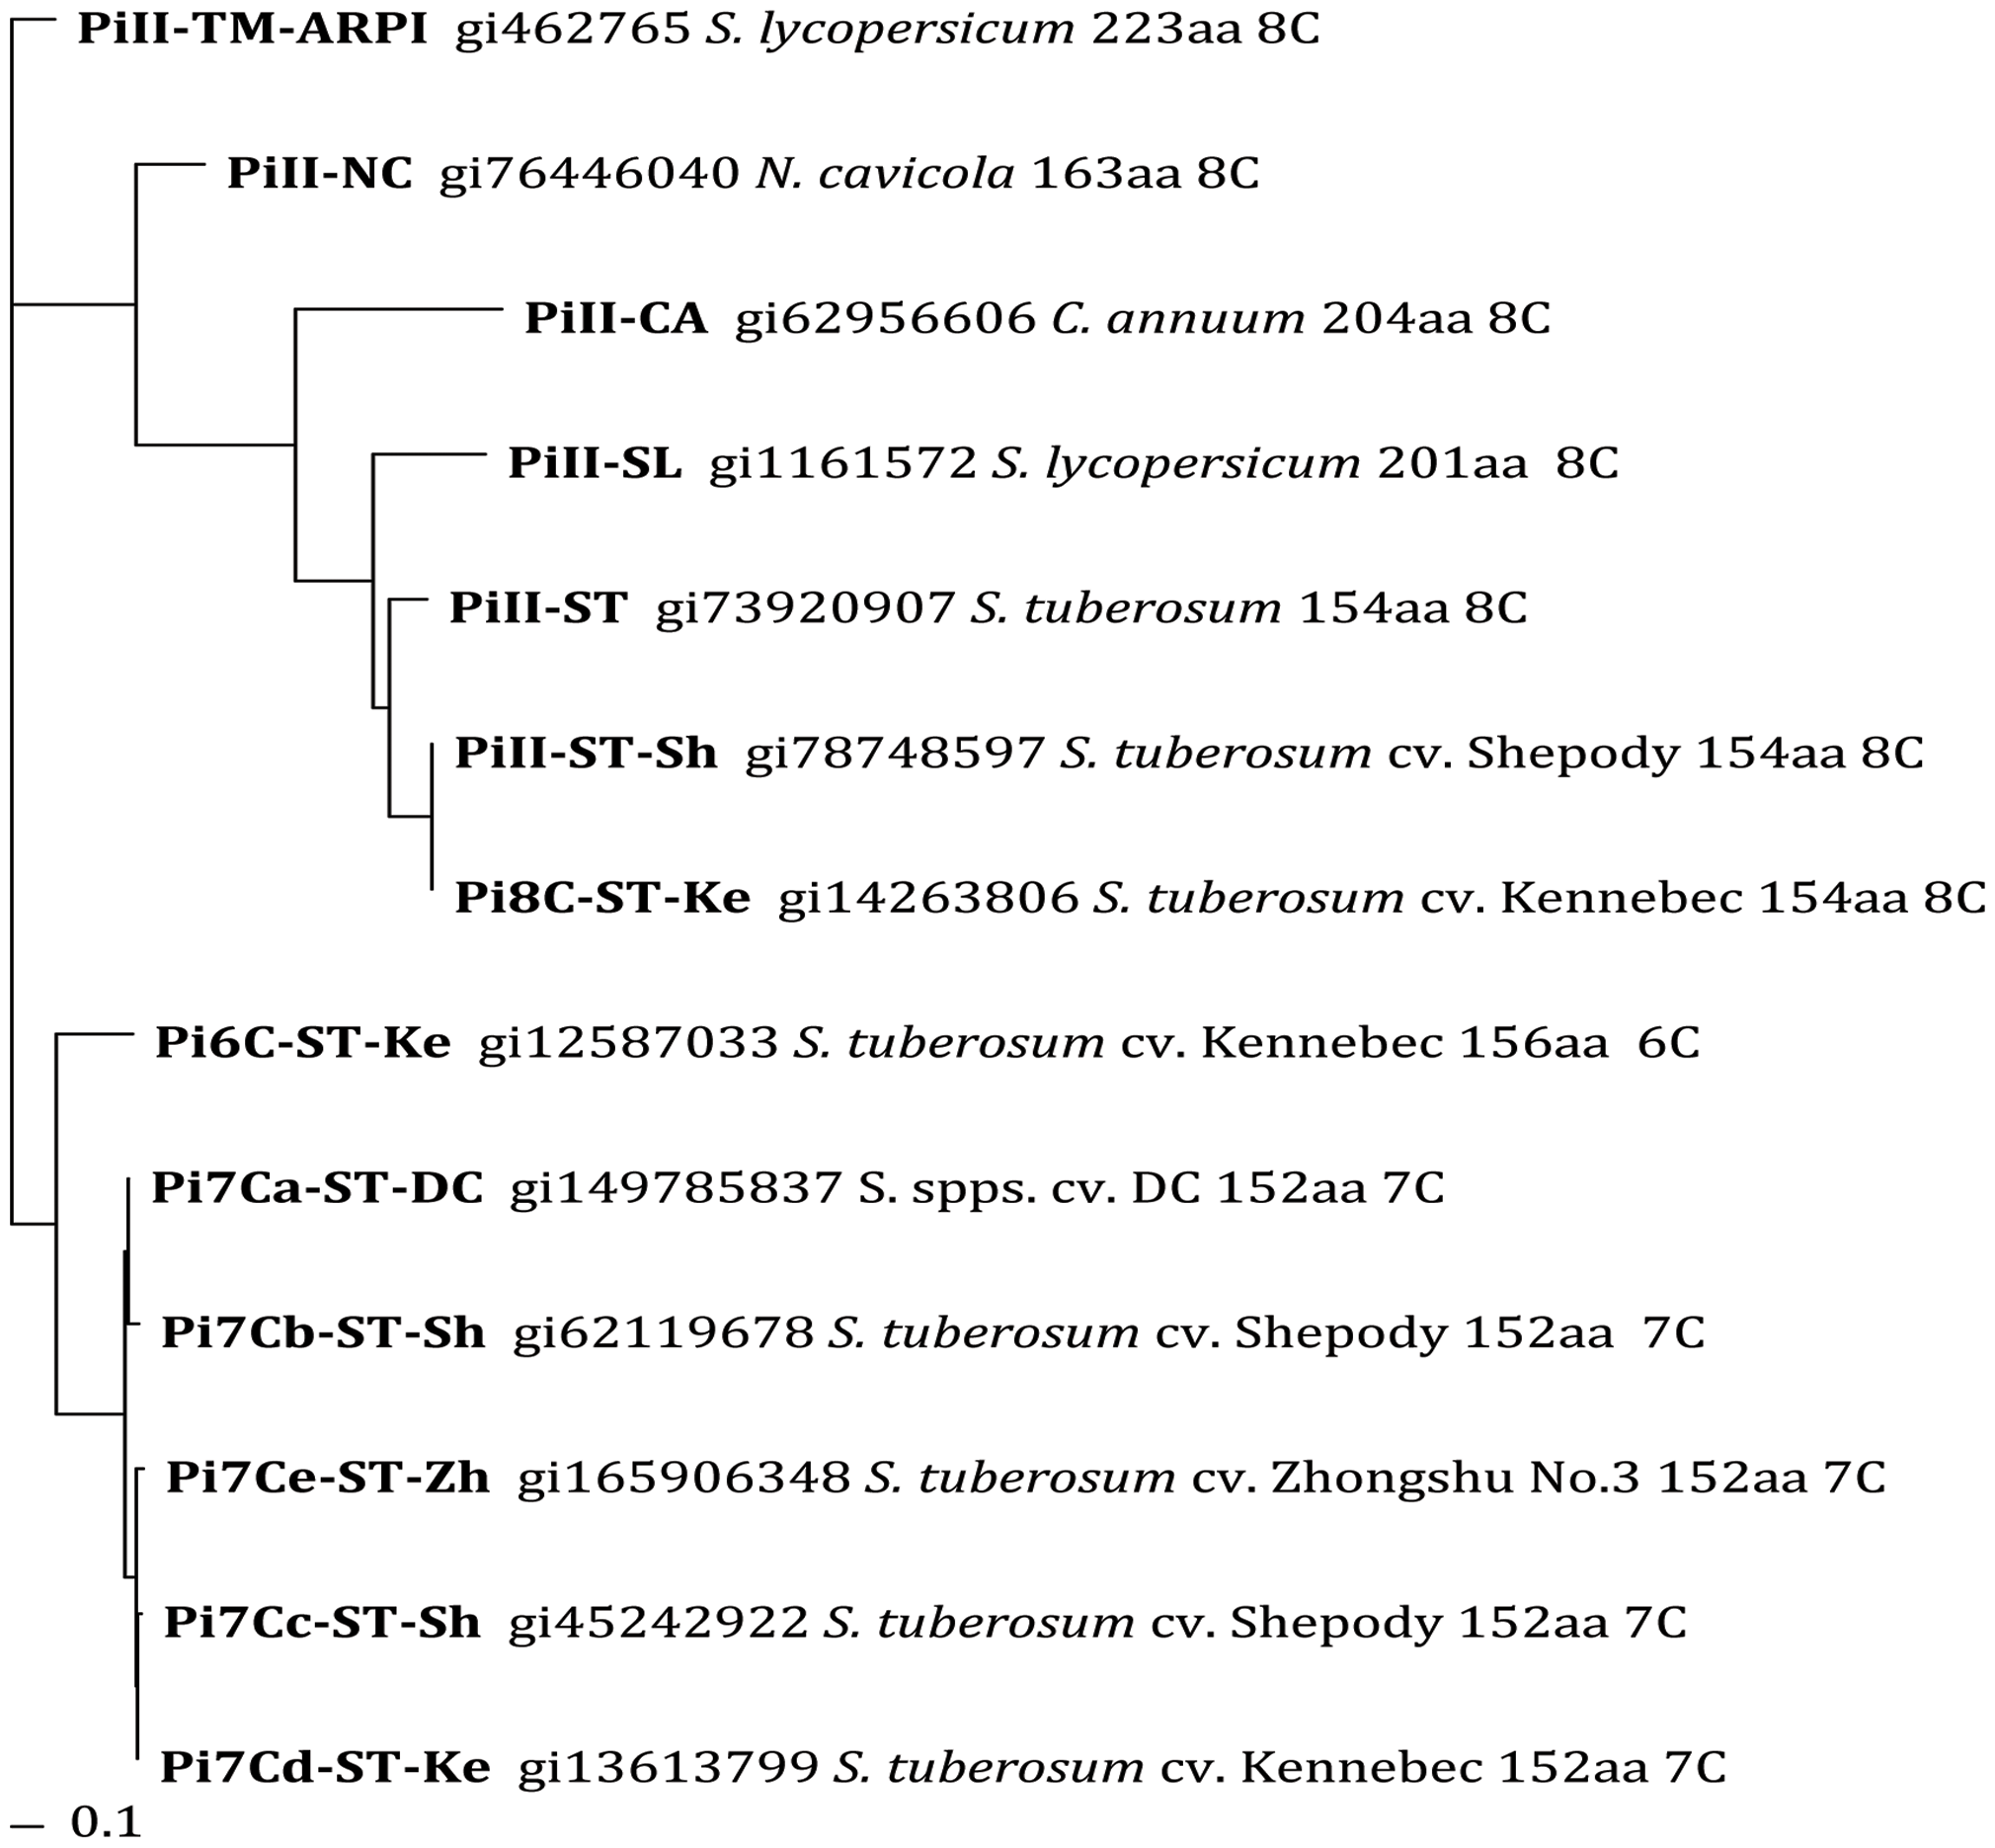 PiII-TM-ARPI gi462765 S. lycopersicum 223aa 8C
PiII-NC gi76446040 N. cavicola 163aa 8C
PiII-CA gi62956606 C. annuum 204aa 8C
PiII-SL gi1161572 S. lycopersicum 201aa 8C
PiII-ST gi73920907 S. tuberosum 154aa 8C
PiII-ST-Sh gi78748597 S. tuberosum cv. Shepody 154aa 8C
Pi8C-ST-Ke gi14263806 S. tuberosum cv. Kennebec 154aa 8C
Pi6C-ST-Ke gi12587033 S. tuberosum cv. Kennebec 156aa 6C
Pi7Ca-ST-DC gi149785837 S. spps. cv. DC 152aa 7C
Pi7Cb-ST-Sh gi62119678 S. tuberosum cv. Shepody 152aa 7C
Pi7Ce-ST-Zh gi165906348 S. tuberosum cv. Zhongshu No.3 152aa 7C
Pi7Cc-ST-Sh gi45242922 S. tuberosum cv. Shepody 152aa 7C
Pi7Cd-ST-Ke gi13613799 S. tuberosum cv. Kennebec 152aa 7C
0.1